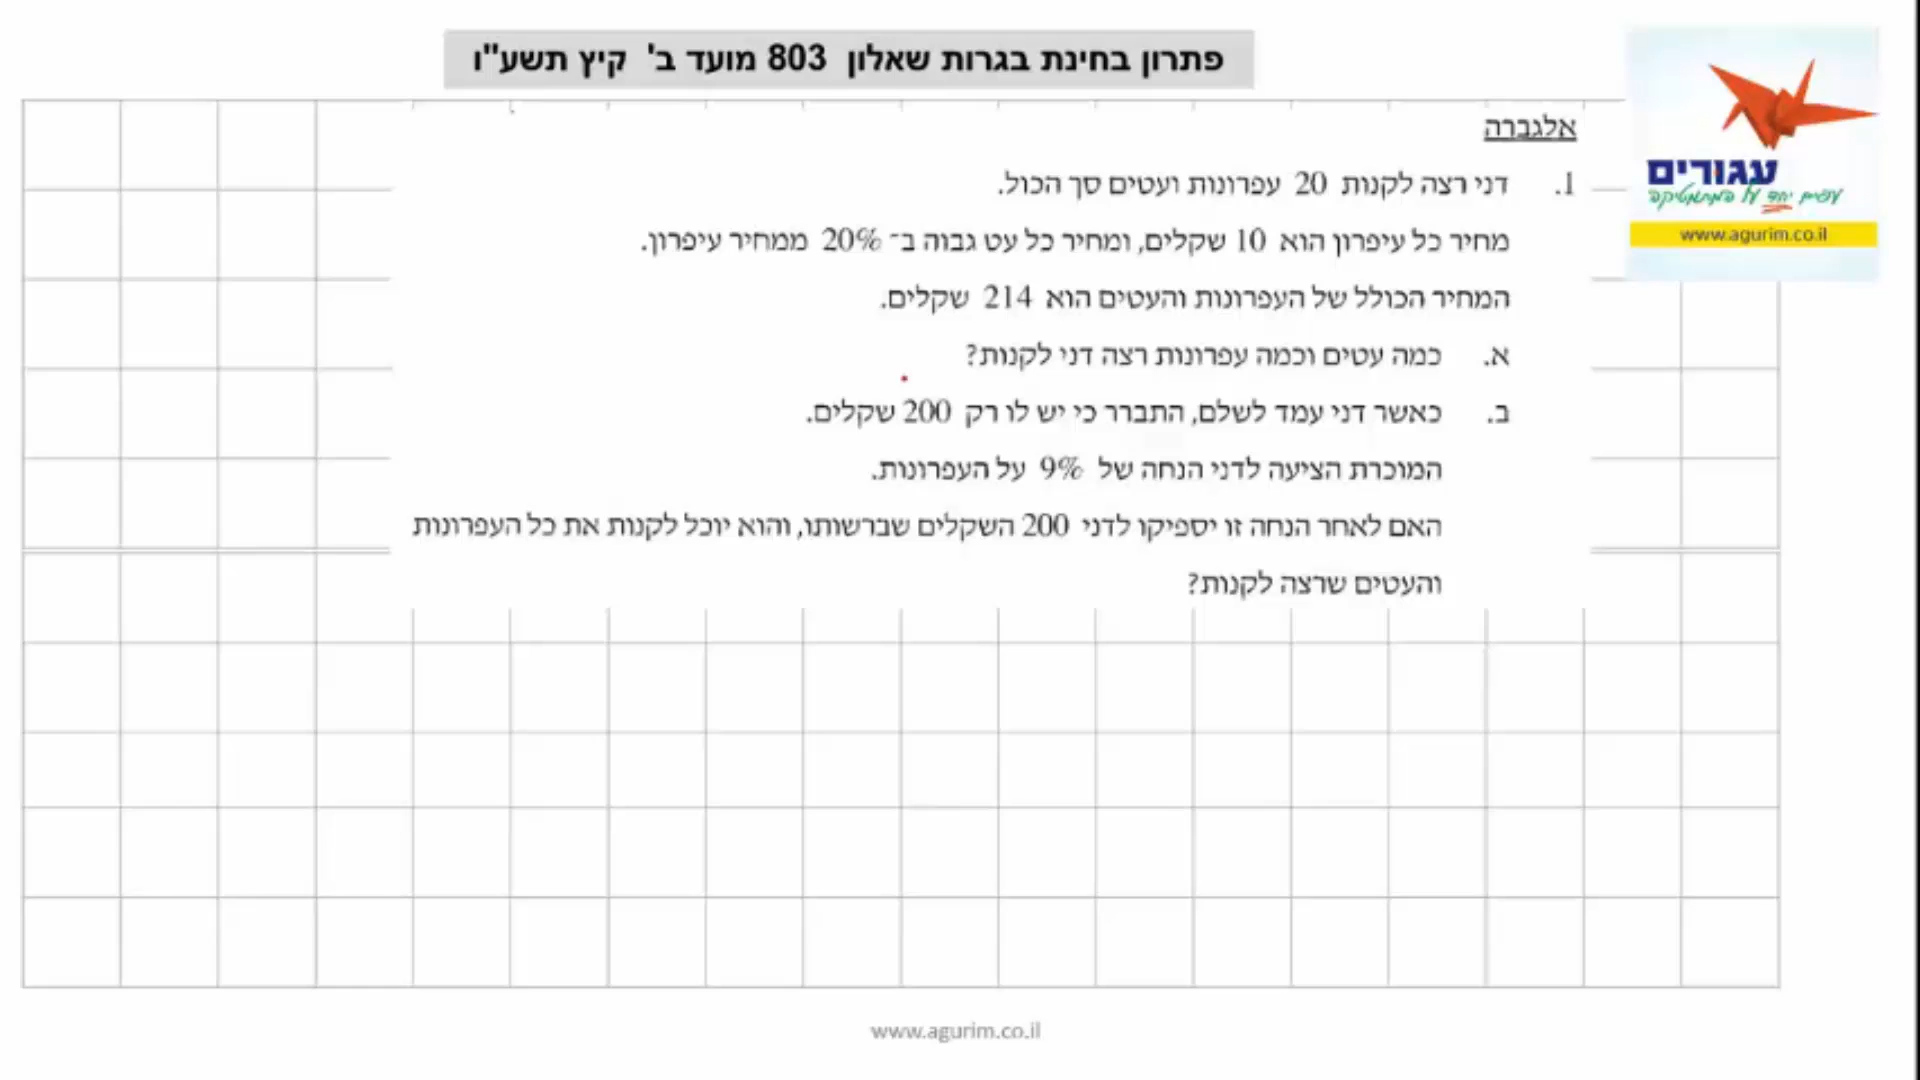 פתרון בחינת בגרות שאלון 803 מועד ב' קיץ תשע"ו
עגורים
עפים יחד על המתמטיקה
www.agurim.co.il
אלגברה
1. דני רצה לקנות 20 עפרונות ועטים סך הכול.
מחיר כל עיפרון הוא 10 שקלים, ומחיר כל עט גבוה ב־ 20% ממחיר עיפרון.
המחיר הכולל של העפרונות והעטים הוא 214 שקלים.
א. כמה עטים וכמה עפרונות רצה דני לקנות?
ב. כאשר דני עמד לשלם, התברר כי יש לו רק 200 שקלים.
המוכרת הציעה לדני הנחה של 9% על העפרונות.
האם לאחר הנחה זו יספיקו לדני 200 השקלים שברשותו, והוא יוכל לקנות את כל העפרונות
והעטים שרצה לקנות?
www.agurim.co.il